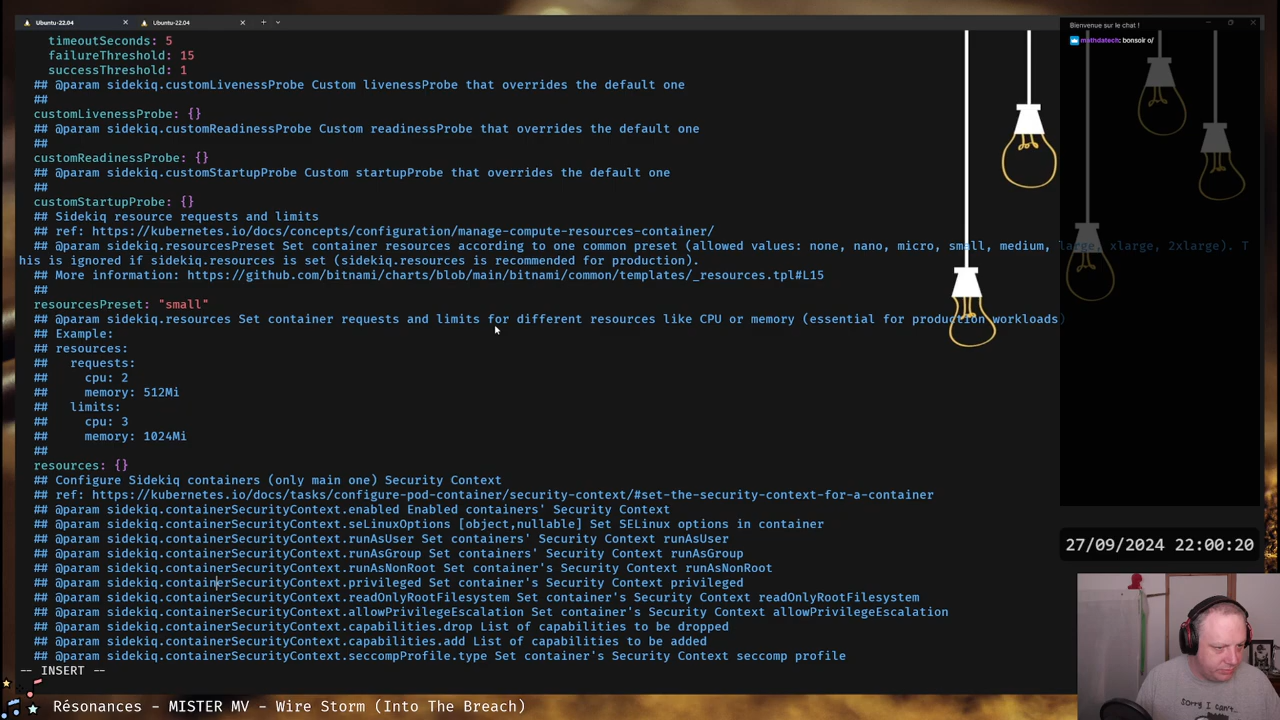 Ubuntu-22.04
Ubuntu-22.04
Bienvenue sur le chat !
mathdatech: bonsoir o/
timeoutSeconds: 5
failureThreshold: 15
successThreshold: 1
## @param sidekiq.customLivenessProbe Custom livenessProbe that overrides the default one
##
customLivenessProbe: {}
## @param sidekiq.customReadinessProbe Custom readinessProbe that overrides the default one
##
customReadinessProbe: {}
## @param sidekiq.customStartupProbe Custom startupProbe that overrides the default one
##
customStartupProbe: {}
## Sidekiq resource requests and limits
## ref: https://kubernetes.io/docs/concepts/configuration/manage-compute-resources-container/
## @param sidekiq.resourcesPreset Set container resources according to one common preset (allowed values: none, nano, micro, small, medium, large, xlarge, 2xlarge). T
his is ignored if sidekiq.resources is set (sidekiq.resources is recommended for production).
## More information: https://github.com/bitnami/charts/blob/main/bitnami/common/templates/_resources.tpl#L15
##
resourcesPreset: "small"
## @param sidekiq.resources Set container requests and limits for different resources like CPU or memory (essential for production workloads)
## Example:
## resources:
##   requests:
##     cpu: 2
##     memory: 512Mi
##   limits:
##     cpu: 3
##     memory: 1024Mi
##
resources: {}
## Configure Sidekiq containers (only main one) Security Context
## ref: https://kubernetes.io/docs/tasks/configure-pod-container/security-context/#set-the-security-context-for-a-container
## @param sidekiq.containerSecurityContext.enabled Enabled containers' Security Context
## @param sidekiq.containerSecurityContext.seLinuxOptions [object,nullable] Set SELinux options in container
## @param sidekiq.containerSecurityContext.runAsUser Set containers' Security Context runAsUser
## @param sidekiq.containerSecurityContext.runAsGroup Set containers' Security Context runAsGroup
## @param sidekiq.containerSecurityContext.runAsNonRoot Set container's Security Context runAsNonRoot
## @param sidekiq.containerSecurityContext.privileged Set container's Security Context privileged
## @param sidekiq.containerSecurityContext.readOnlyRootFilesystem Set container's Security Context readOnlyRootFilesystem
## @param sidekiq.containerSecurityContext.allowPrivilegeEscalation Set container's Security Context allowPrivilegeEscalation
## @param sidekiq.containerSecurityContext.capabilities.drop List of capabilities to be dropped
## @param sidekiq.containerSecurityContext.capabilities.add List of capabilities to be added
## @param sidekiq.containerSecurityContext.seccompProfile.type Set container's Security Context seccomp profile
-- INSERT --
27/09/2024 22:00:20
Sorry I can't...
Résonances - MISTER MV - Wire Storm (Into The Breach)